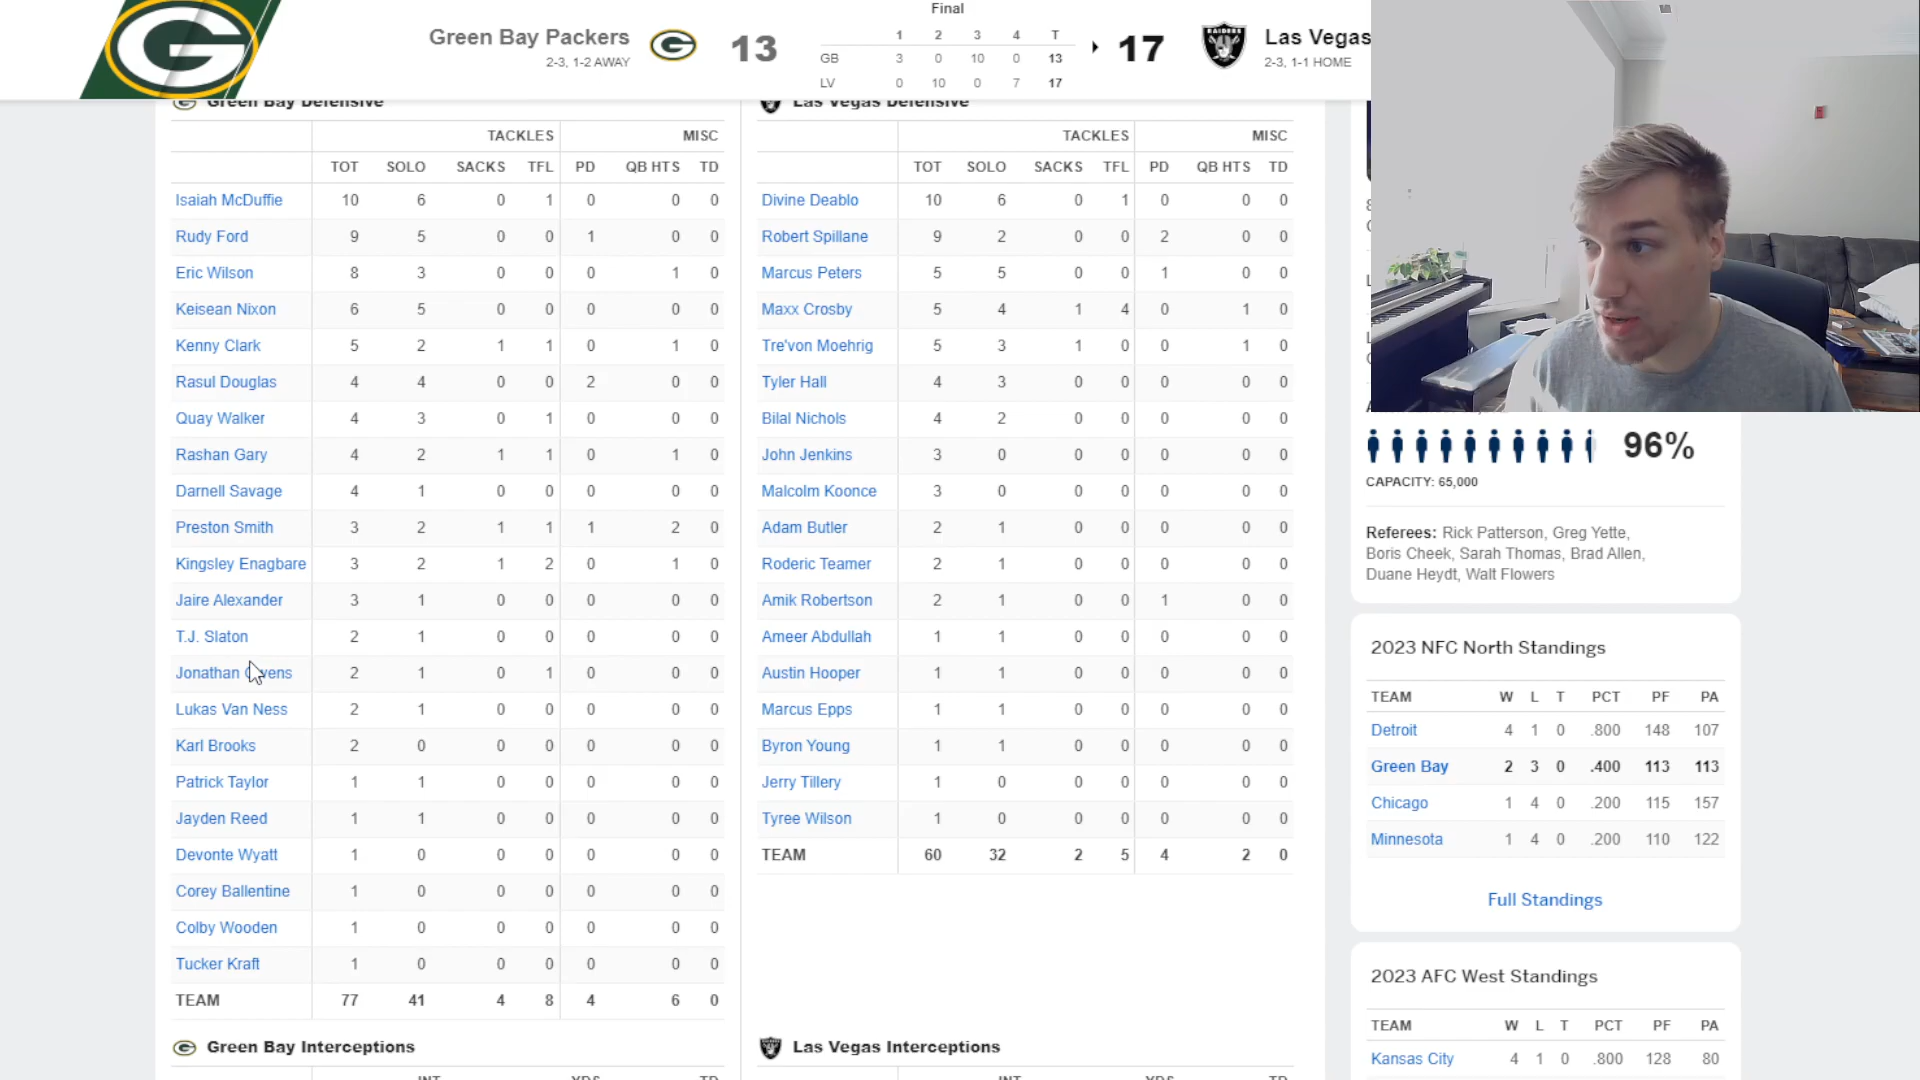 Final
Green Bay Packers
2-3, 1-2 AWAY
13
1 2 3 4 T
GB 3 0 10 0 13
LV 0 10 0 7 17
17
RAIDERS
Las Vegas
2-3, 1-1 HOME
Green Bay Defensive
TACKLES MISC
TOT SOLO SACKS TFL PD QB HTS TD
Isaiah McDuffie 10 6 0 1 0 0 0
Rudy Ford 9 5 0 0 1 0 0
Eric Wilson 8 3 0 0 0 1 0
Keisean Nixon 6 5 0 0 0 0 0
Kenny Clark 5 2 1 1 0 1 0
Rasul Douglas 4 4 0 0 2 0 0
Quay Walker 4 3 0 1 0 0 0
Rashan Gary 4 2 1 1 0 1 0
Darnell Savage 4 1 0 0 0 0 0
Preston Smith 3 2 1 1 1 2 0
Kingsley Enagbare 3 2 1 2 0 1 0
Jaire Alexander 3 1 0 0 0 0 0
T.J. Slaton 2 1 0 0 0 0 0
Jonathan Owens 2 1 0 1 0 0 0
Lukas Van Ness 2 1 0 0 0 0 0
Karl Brooks 2 0 0 0 0 0 0
Patrick Taylor 1 1 0 0 0 0 0
Jayden Reed 1 1 0 0 0 0 0
Devonte Wyatt 1 0 0 0 0 0 0
Corey Ballentine 1 0 0 0 0 0 0
Colby Wooden 1 0 0 0 0 0 0
Tucker Kraft 1 0 0 0 0 0 0
TEAM 77 41 4 8 4 6 0
Green Bay Interceptions
INT YDS TD
Las Vegas Defensive
TACKLES MISC
TOT SOLO SACKS TFL PD QB HTS TD
Divine Deablo 10 6 0 1 0 0 0
Robert Spillane 9 2 0 0 2 0 0
Marcus Peters 5 5 0 0 1 0 0
Maxx Crosby 5 4 1 4 0 1 0
Tre'von Moehrig 5 3 1 0 0 1 0
Tyler Hall 4 3 0 0 0 0 0
Bilal Nichols 4 2 0 0 0 0 0
John Jenkins 3 0 0 0 0 0 0
Malcolm Koonce 3 0 0 0 0 0 0
Adam Butler 2 1 0 0 0 0 0
Roderic Teamer 2 1 0 0 0 0 0
Amik Robertson 2 1 0 0 1 0 0
Ameer Abdullah 1 1 0 0 0 0 0
Austin Hooper 1 1 0 0 0 0 0
Marcus Epps 1 1 0 0 0 0 0
Byron Young 1 1 0 0 0 0 0
Jerry Tillery 1 0 0 0 0 0 0
Tyree Wilson 1 0 0 0 0 0 0
TEAM 60 32 2 5 4 2 0
Las Vegas Interceptions
INT YDS TD
96%
CAPACITY: 65,000
Referees: Rick Patterson, Greg Yette,
Boris Cheek, Sarah Thomas, Brad Allen,
Duane Heydt, Walt Flowers
2023 NFC North Standings
TEAM W L T PCT PF PA
Detroit 4 1 0 .800 148 107
Green Bay 2 3 0 .400 113 113
Chicago 1 4 0 .200 115 157
Minnesota 1 4 0 .200 110 122
Full Standings
2023 AFC West Standings
TEAM W L T PCT PF PA
Kansas City 4 1 0 .800 128 80